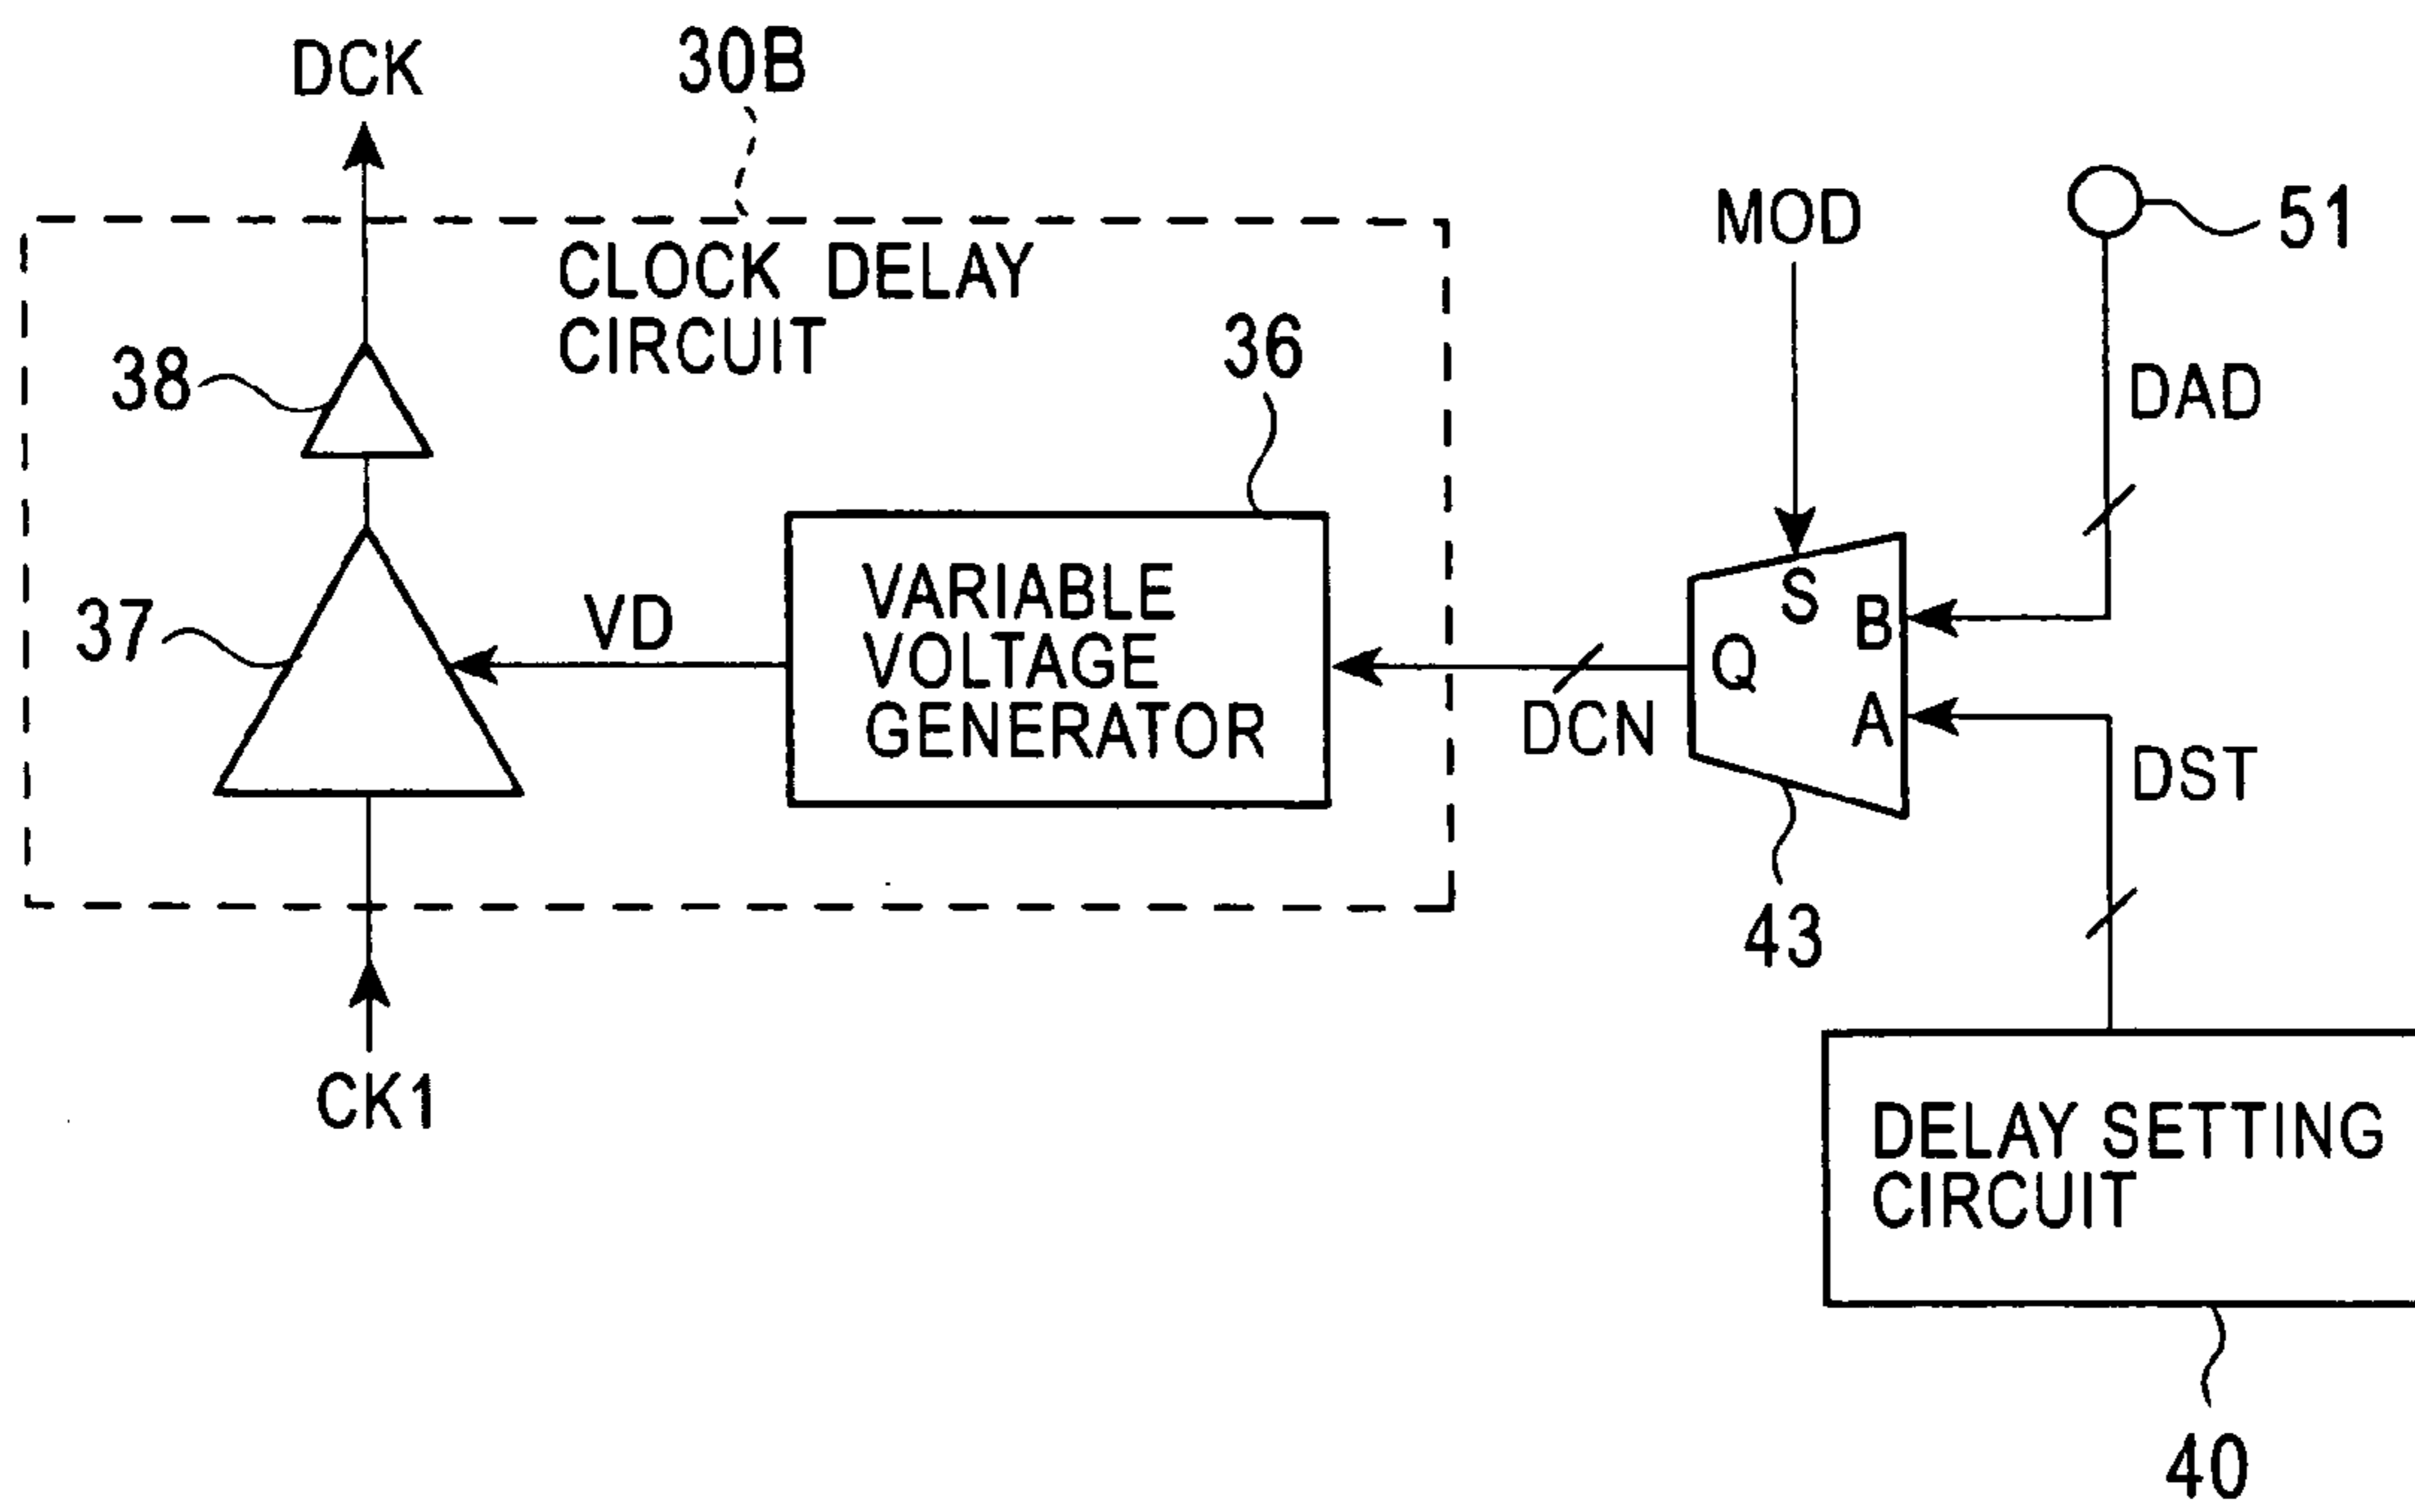 DCK
30B
MOD
51
CLOCK DELAY
CIRCUIT
38
36
DAD
37
VD
VARIABLE
VOLTAGE
GENERATOR
S
B
Q
A
DCN
DST
43
CK1
DELAY SETTING
CIRCUIT
40